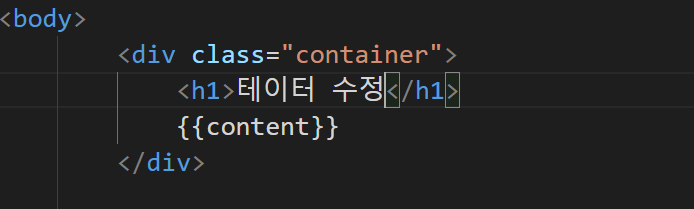 <body>
<div class="container">
<h1>테이터 수정</h1>
{{content}}
</div>